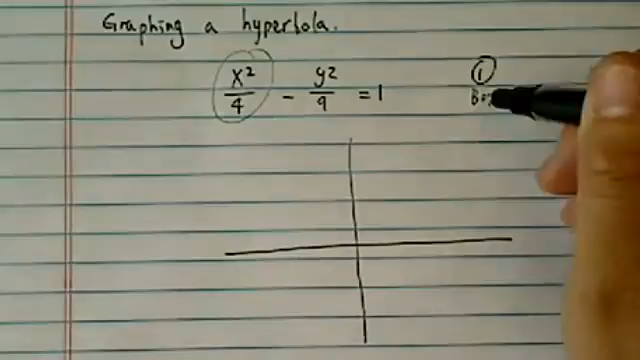 Graphing a hyperbola.
x²/4 - y²/9 = 1
①